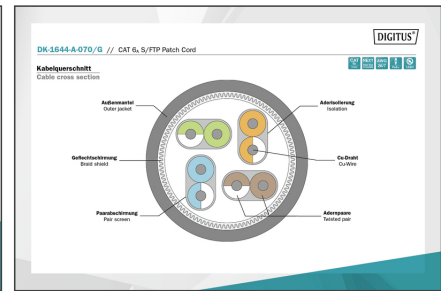 DIGITUS®
DK-1644-A-070/G // CAT 6A S/FTP Patch Cord
Kabelquerschnitt
Cable cross section
Außenmantel
Outer jacket
Aderisolierung
Isolation
Geflechtschirmung
Braid shield
Cu-Draht
Cu-Wire
Paarabschirmung
Pair screen
Adernpaare
Twisted pair